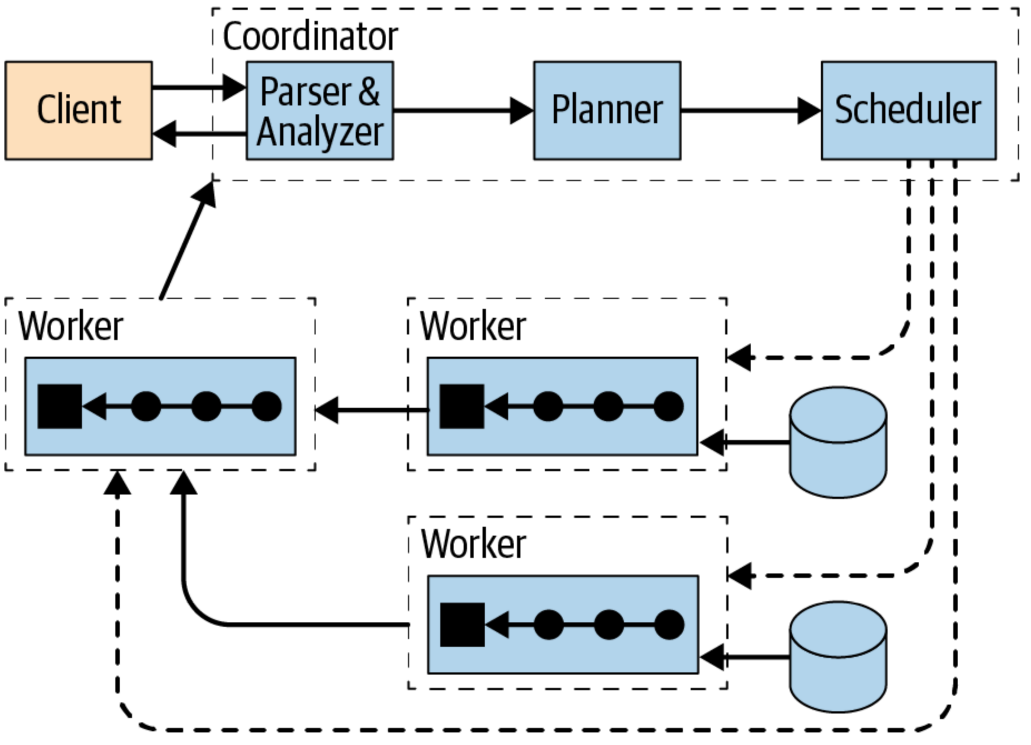 Coordinator
Client
Parser &
Analyzer
Planner
Scheduler
Worker
Worker
Worker